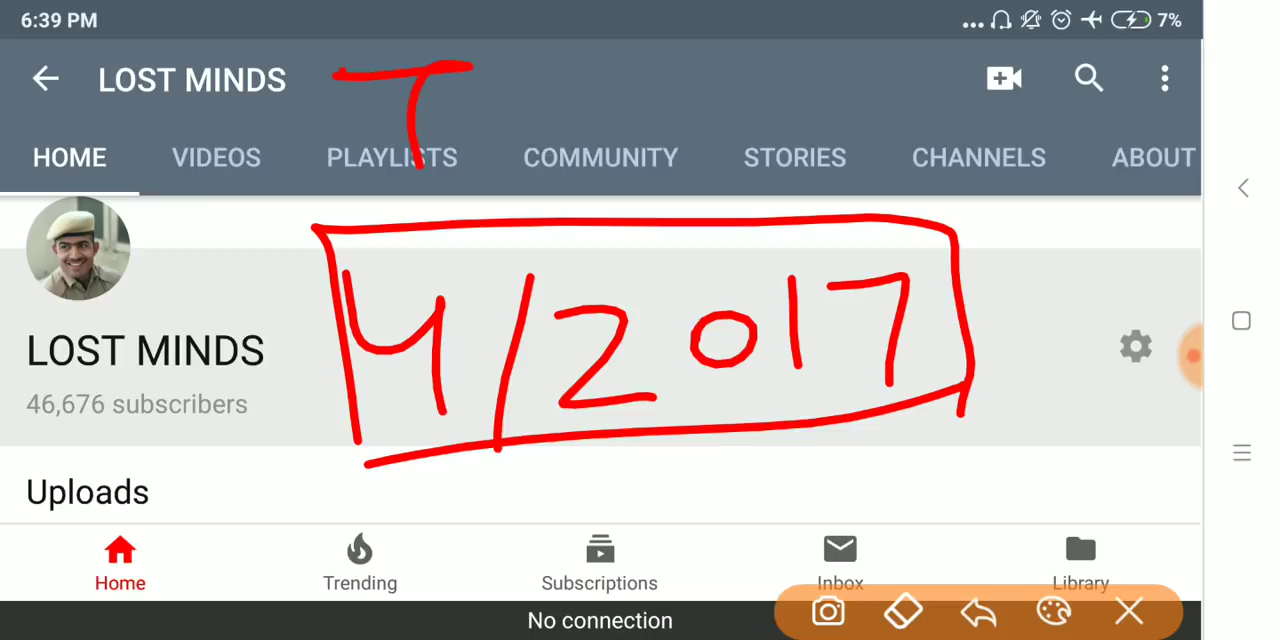 6:39 PM 7%
LOST MINDS T
HOME VIDEOS PLAYLISTS COMMUNITY STORIES CHANNELS ABOUT
4/2017
LOST MINDS
46,676 subscribers
Uploads
Home Trending Subscriptions Inbox Library
No connection